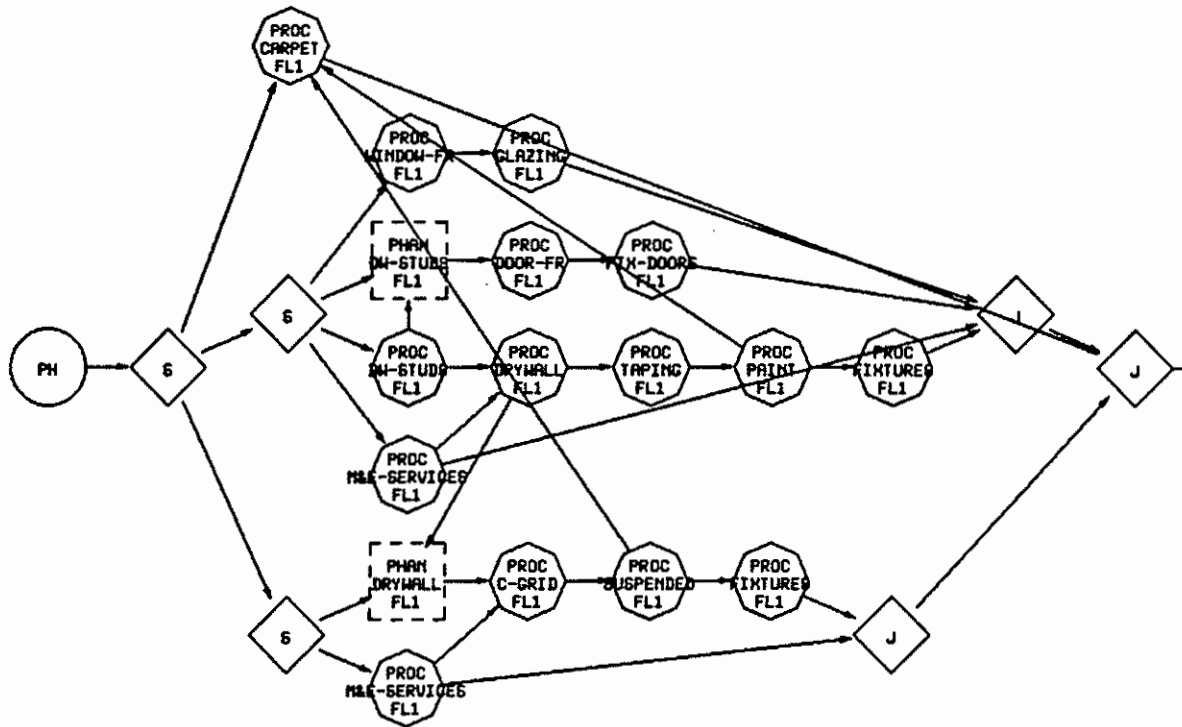 PROC
CARPET
FL1
PROC
WINDOW-FR
FL1
PROC
GLAZING
FL1
PHAN
DW-STUDS
FL1
PROC
DOOR-FR
FL1
PROC
FIX-DOORS
FL1
PH
S
S
J
J
PROC
DW-STUDS
FL1
PROC
DRYWALL
FL1
PROC
TAPING
FL1
PROC
PAINT
FL1
PROC
FIXTURES
FL1
PROC
M&E-SERVICES
FL1
PHAN
DRYWALL
FL1
PROC
C-GRID
FL1
PROC
SUSPENDED
FL1
PROC
FIXTURES
FL1
S
J
PROC
M&E-SERVICES
FL1